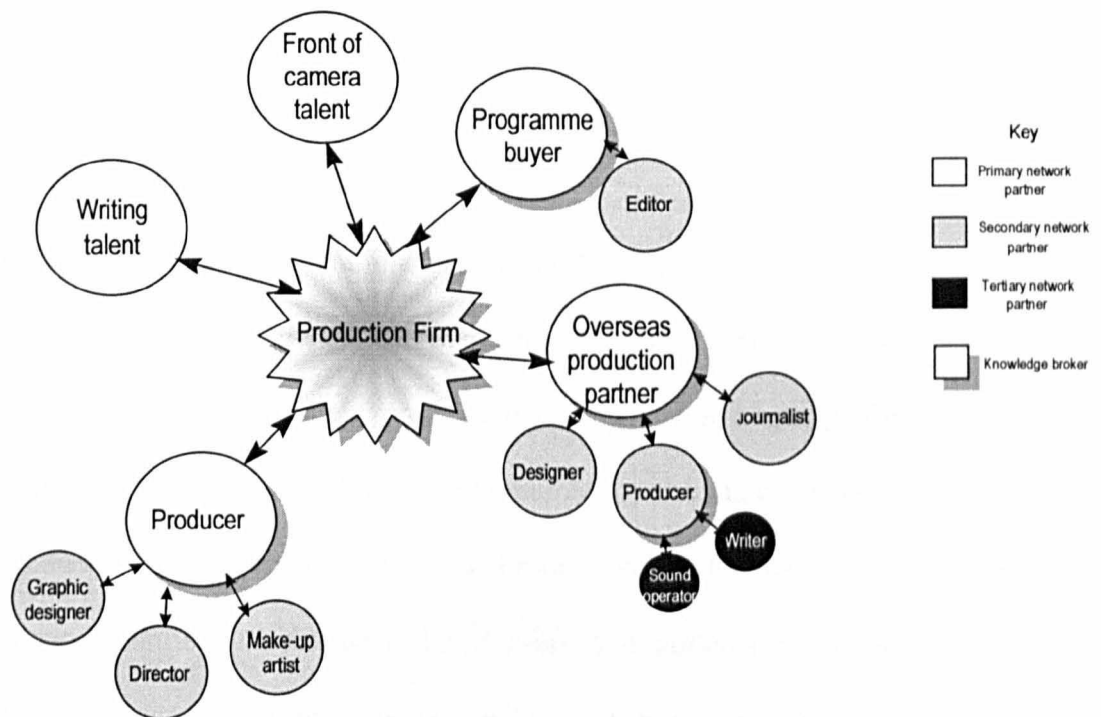 Front of
camera
talent
Programme
buyer
Editor
Writing
talent
Production Firm
Overseas
production
partner
Journalist
Designer
Producer
Writer
Sound
operator
Producer
Graphic
designer
Director
Make-up
artist
Key
Primary network
partner
Secondary network
partner
Tertiary network
partner
Knowledge broker